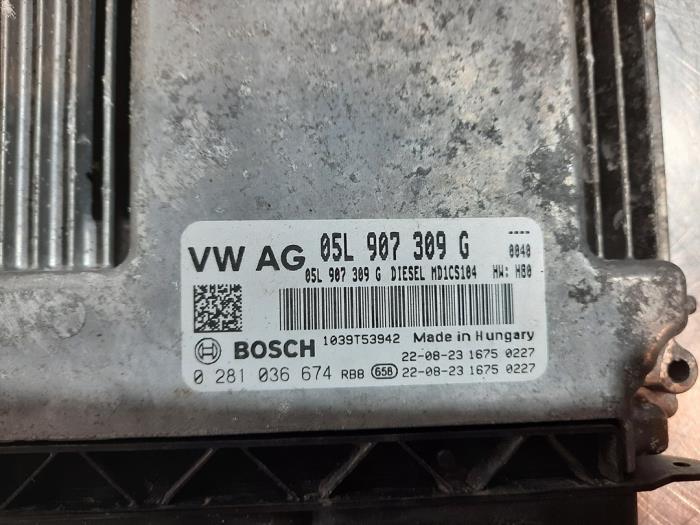 VW AG 05L 907 309 G 0040
05L 907 309 G DIESEL MD1CS104 HW: H80
1039T53942 Made in Hungary
BOSCH 22-08-23 1675 0227
0 281 036 674 RBB 658 22-08-23 1675 0227